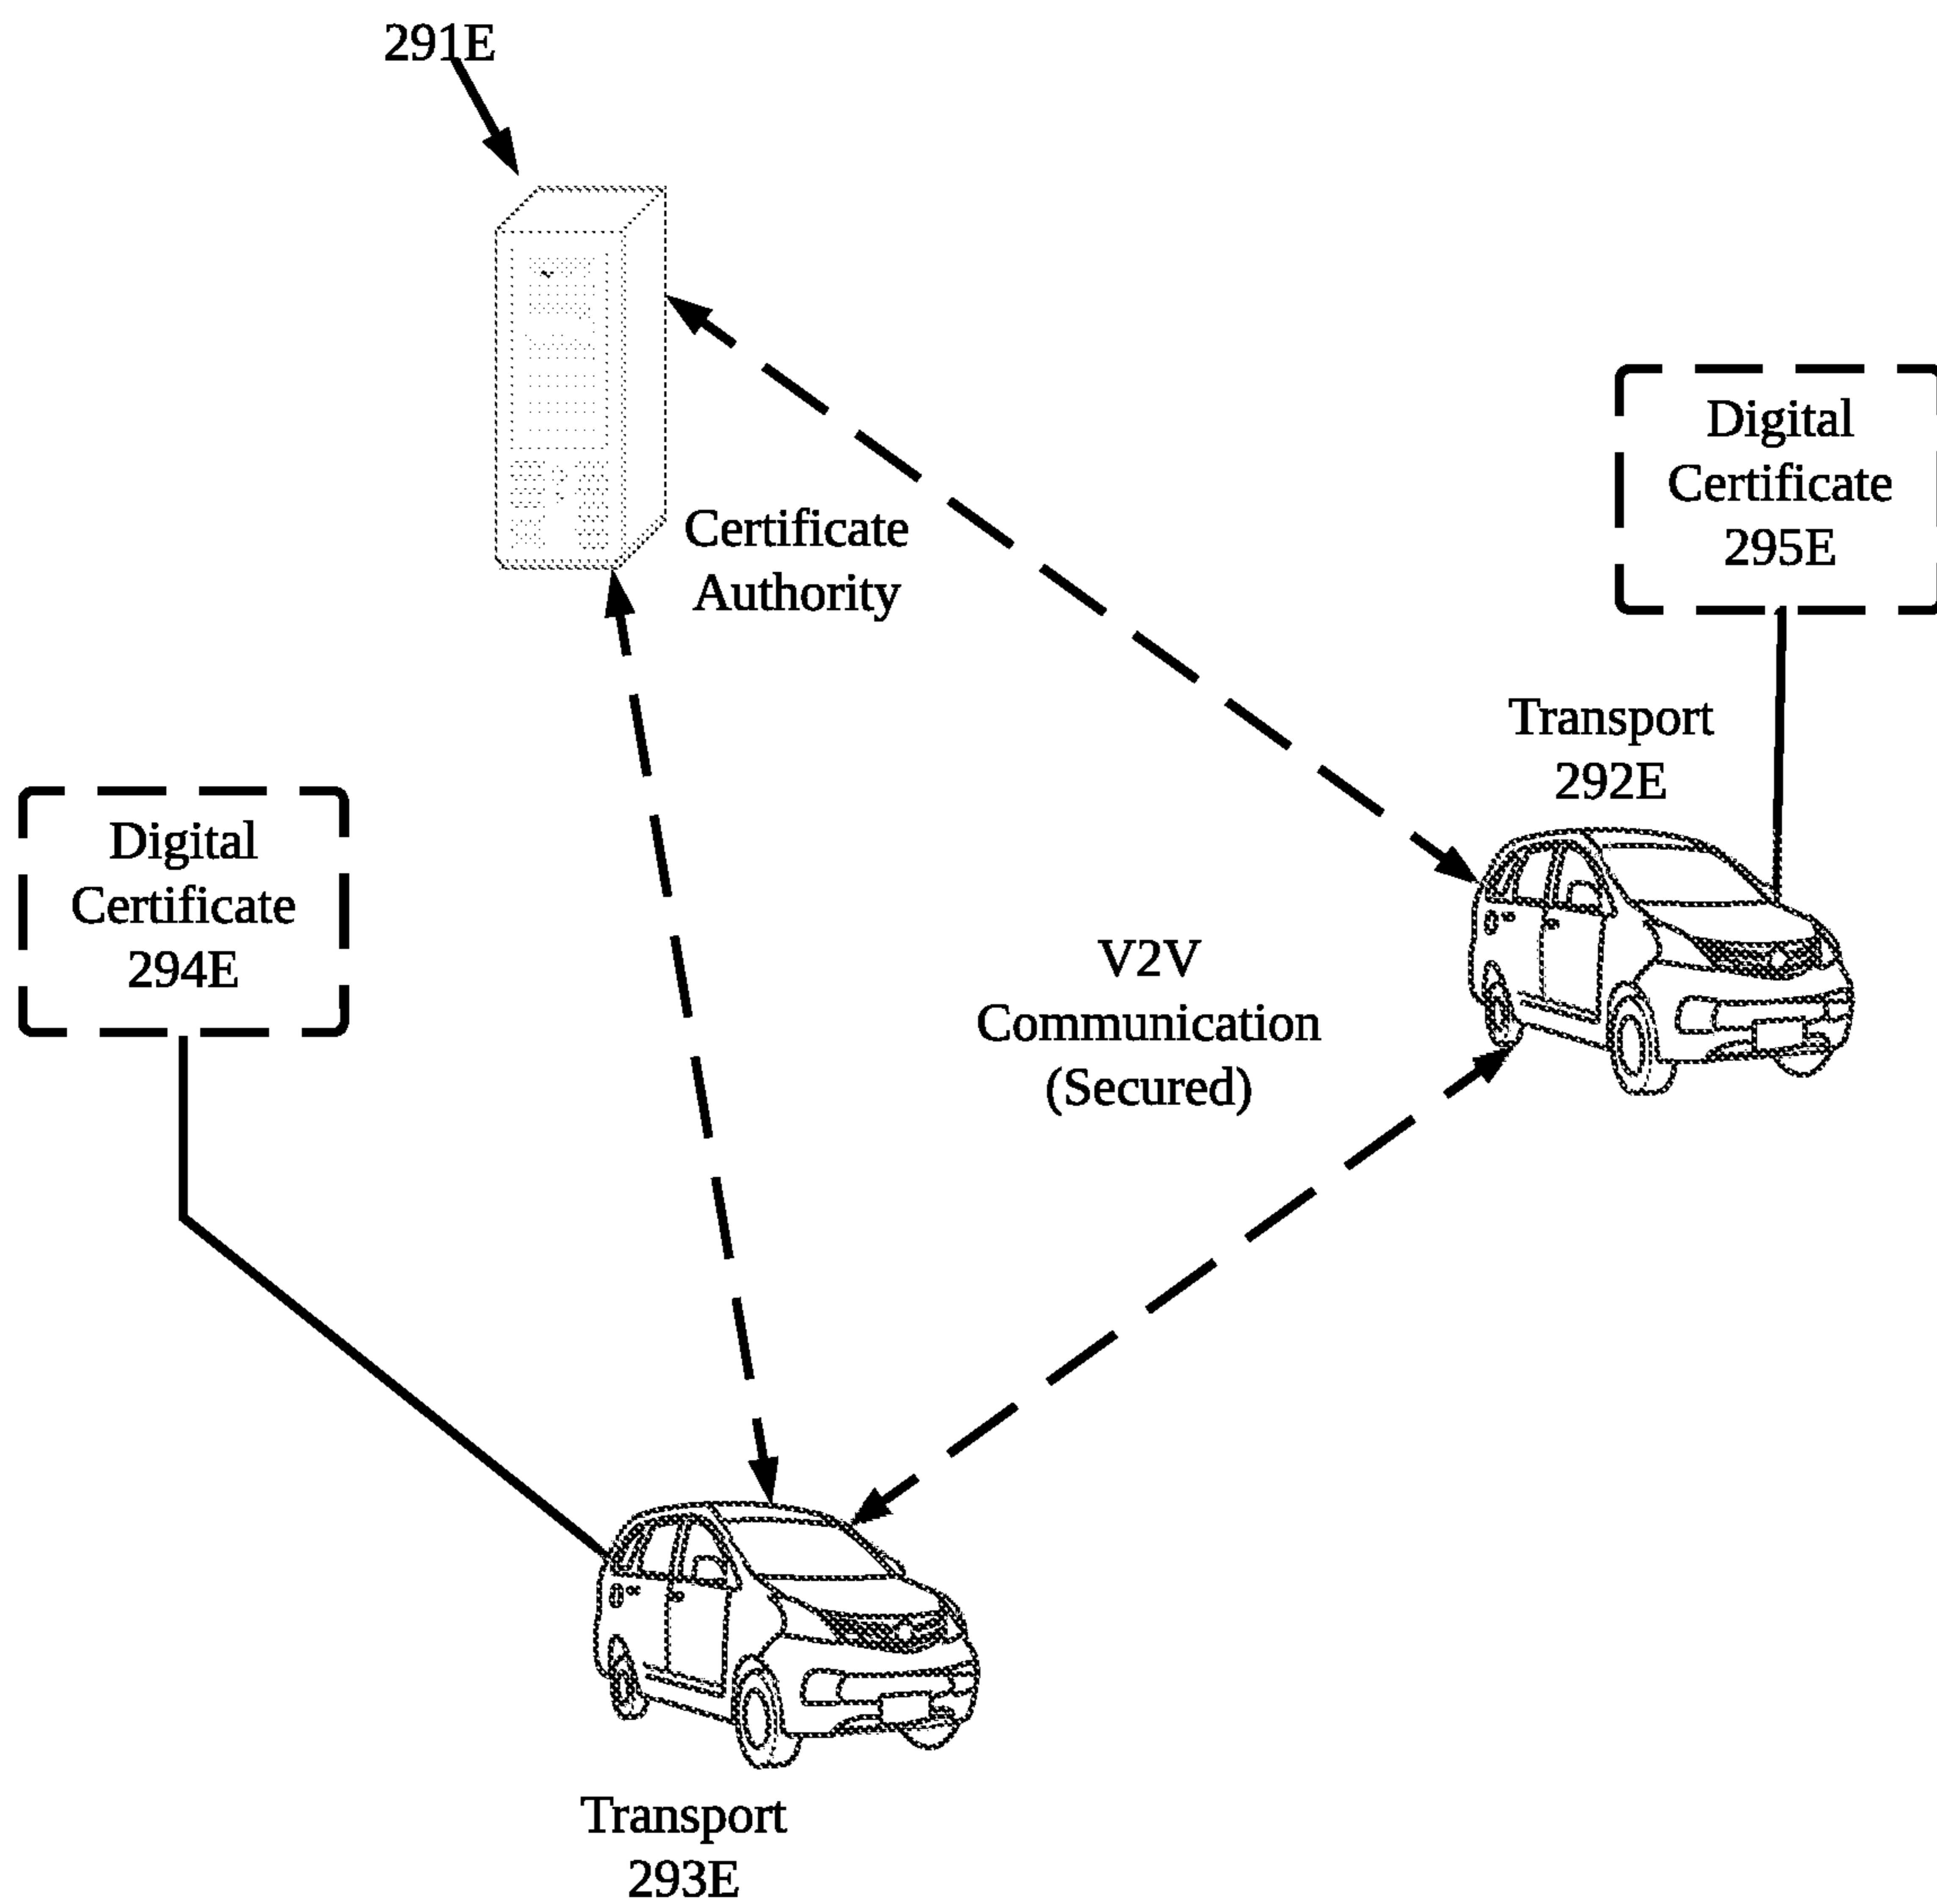 291E
Certificate
Authority
Digital
Certificate
295E
Transport
292E
Digital
Certificate
294E
V2V
Communication
(Secured)
Transport
293E